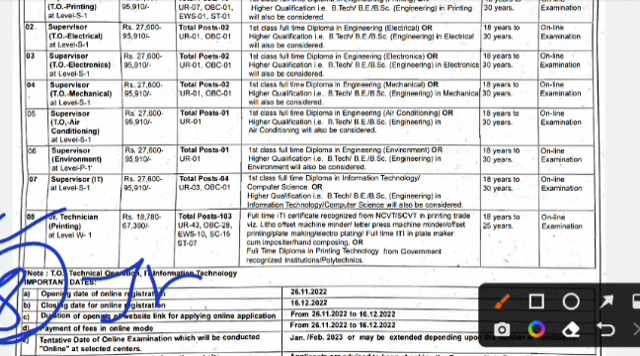 (T.O.-Printing) 95,910/- UR-07, OBC-01, Higher Qualification i.e. B.Tech/ B.E./B.Sc. (Engineering) in Printing 30 years. Examination
at Level-S-1 EWS-01, ST-01 will also be considered.
02 Supervisor Rs. 27,600- Total Posts-02 1st class full time Diploma in Engineering (Electrical) OR 18 years to On-line
(T.O.-Electrical) 95,910/- UR-01, OBC-01 Higher Qualification i.e. B.Tech/ B.E./B.Sc. (Engineering) in Electrical 30 years. Examination
at Level-S-1 will also be considered.
03 Supervisor Rs. 27,600- Total Posts-02 1st class full time Diploma in Engineering (Electronics) OR 18 years to On-line
(T.O.-Electronics) 95,910/- UR-01, OBC-01 Higher Qualification i.e. B.Tech/ B.E./B.Sc. (Engineering) in Electronics 30 years. Examination
at Level-S-1 will also be considered.
04 Supervisor Rs. 27,600- Total Posts-02 1st class full time Diploma in Engineering (Mechanical) OR 18 years to On-line
(T.O.-Mechanical) 95,910/- UR-01, OBC-01 Higher Qualification i.e. B.Tech/ B.E./B.Sc. (Engineering) in Mechanical 30 years. Examination
at Level-S-1 will also be considered.
05 Supervisor Rs. 27,600- Total Posts-01 1st class full time Diploma in Engineering (Air Conditioning) OR 18 years to On-line
(T.O.-Air 95,910/- UR-01 Higher Qualification i.e. B.Tech/ B.E./B.Sc. (Engineering) in 30 years. Examination
Conditioning) Air Conditioning will also be considered.
at Level-S-1
06 Supervisor Rs. 27,600- Total Posts-01 1st class full time Diploma in Engineering (Environment) OR 18 years to On-line
(Environment) 95,910/- UR-01 Higher Qualification i.e. B.Tech/ B.E./B.Sc. (Engineering) in 30 years. Examination
at Level-P-1 Environment will also be considered.
07 Supervisor (IT) Rs. 27,600- Total Posts-04 1st class full time Diploma in Information Technology/ 18 years to On-line
at Level-S-1 95,910/- UR-03, OBC-01 Computer Science. OR 30 years. Examination
Higher Qualification i.e. B.Tech/ B.E./B.Sc. (Engineering) in
Information Technology/Computer Science will also be considered.
08 Jr. Technician Rs. 18,780- Total Posts-103 Full time ITI certificate recognized from NCVT/SCVT in printing trade 18 years to On-line
(Printing) 67,390/- UR-43, OBC-28, viz. Litho offset machine minder/ letter press machine minder/offset 25 years. Examination
at Level W- 1 EWS-10, SC-15 printing/plate making/electro plating/ Full time ITI in plate maker
ST-07 cum impositer/hand composing. OR
Full Time Diploma in Printing Technology from Government
recognized Institutions/Polytechnics.
Note : T.O. Technical Operation, IT Information Technology
IMPORTANT DATES:
a) Opening date of online registration 26.11.2022
b) Closing date for online registration 16.12.2022
c) Duration of opening of website link for applying online application From 26.11.2022 to 16.12.2022
d) Payment of fees in online mode From 26.11.2022 to 16.12.2022
e) Tentative Date of Online Examination which will be conducted Jan./Feb. 2023 or may be extended depending
"Online" at selected centers.
8 Jr